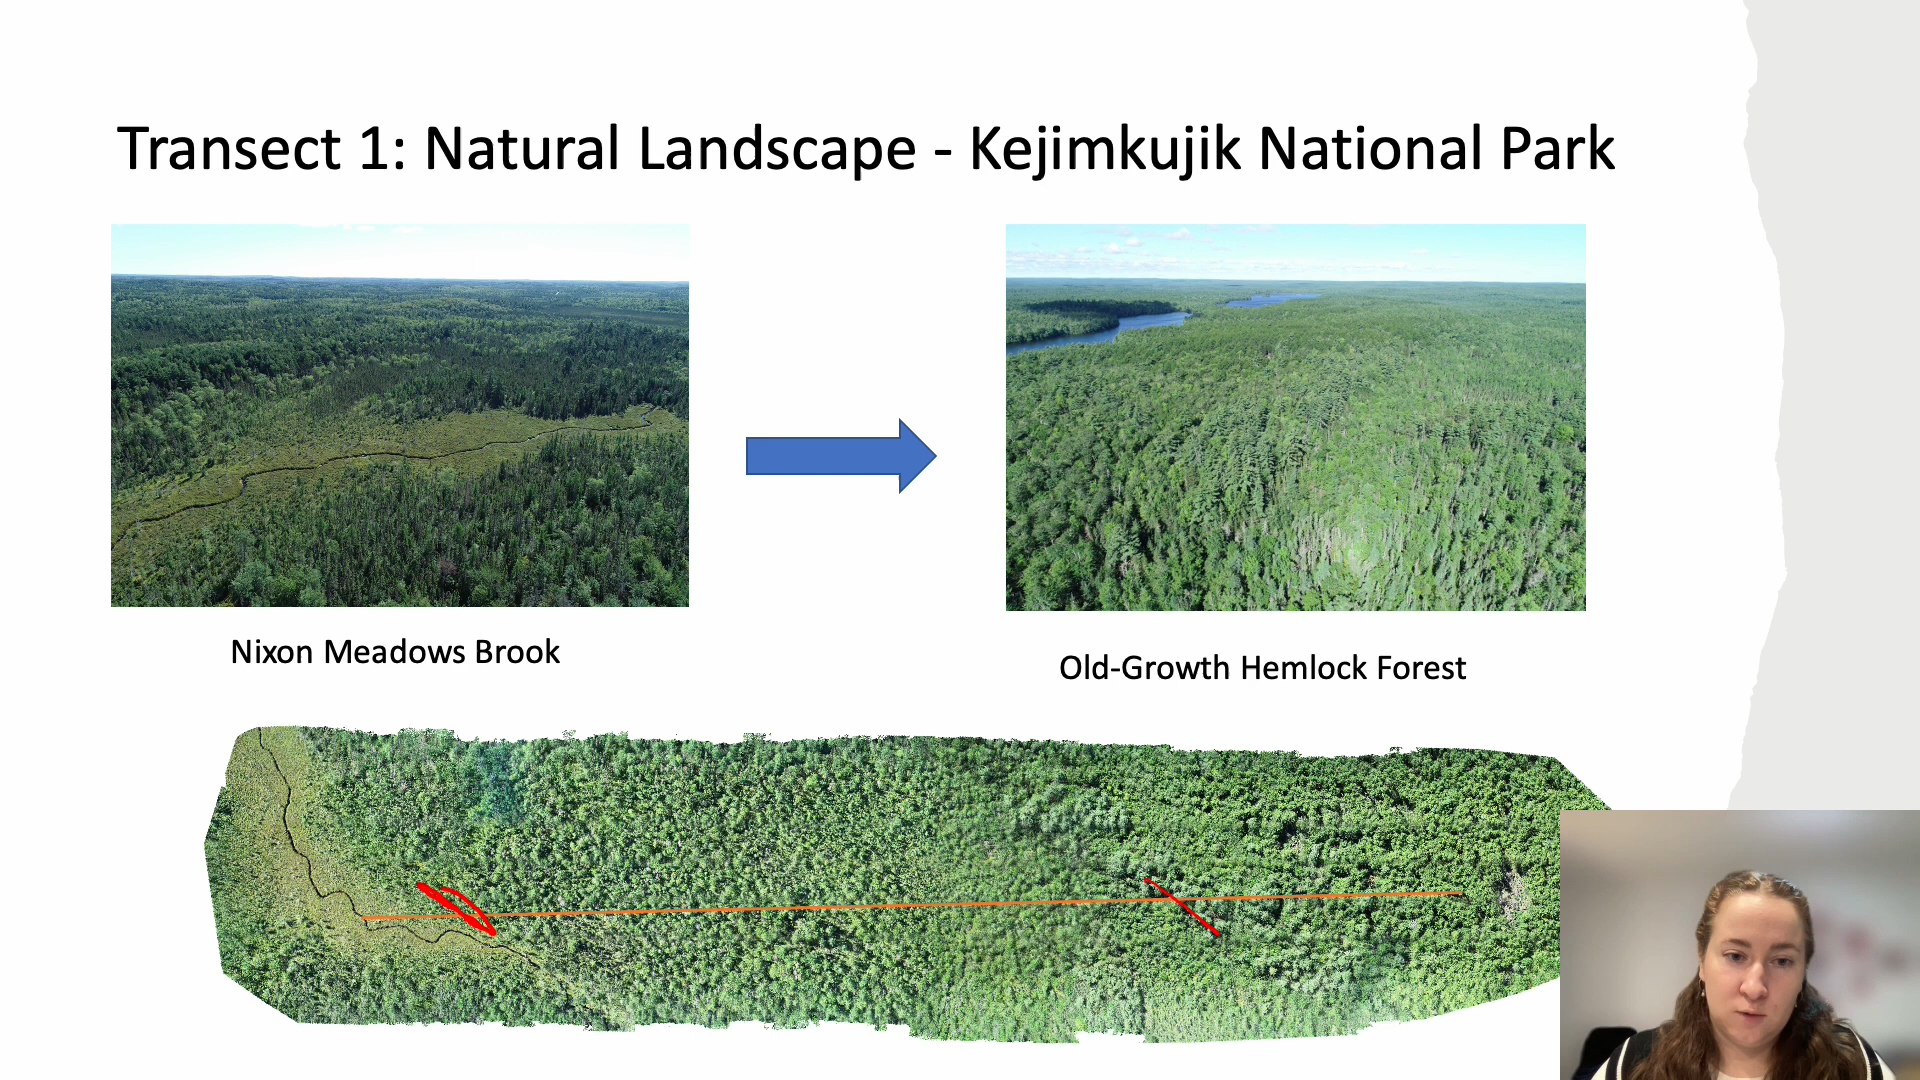 Transect 1: Natural Landscape - Kejimkujik National Park
Nixon Meadows Brook
Old-Growth Hemlock Forest